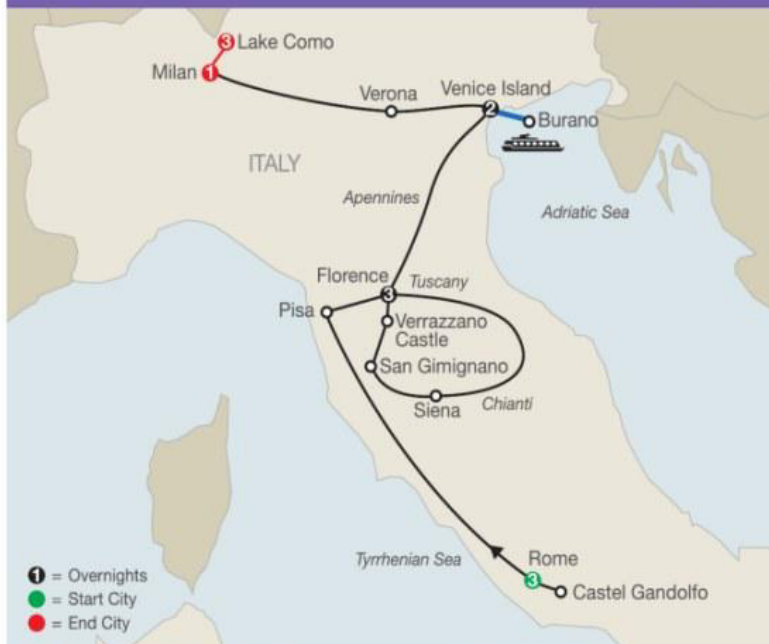 3 Lake Como
Milan 1
Verona
Venice Island
2
Burano
ITALY
Apennines
Adriatic Sea
Florence
Tuscany
3
Pisa
Verrazzano
Castle
San Gimignano
Siena
Chianti
Tyrrhenian Sea
Rome
3
Castel Gandolfo
1 = Overnights
= Start City
= End City